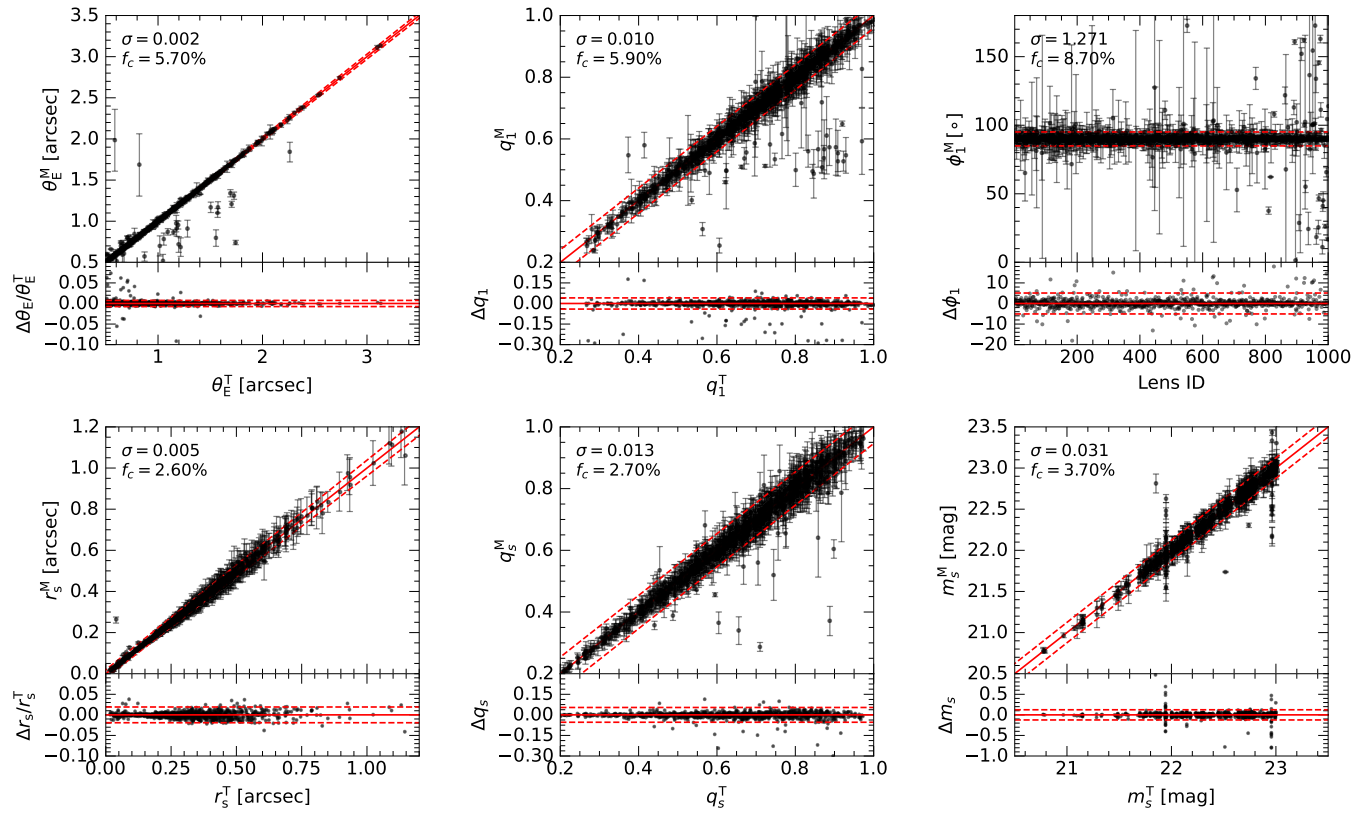 σ = 0.002
f_c = 5.70%
3.5
3.0
2.5
2.0
1.5
1.0
0.5
θ_E^M [arcsec]
0.05
0.00
−0.05
−0.10
Δθ_E/θ_E^T
1 2 3
θ_E^T [arcsec]
σ = 0.010
f_c = 5.90%
1.0
0.8
0.6
0.4
0.2
q_1^M
0.15
0.00
−0.15
−0.30
Δq_1
0.2 0.4 0.6 0.8 1.0
q_1^T
σ = 1.271
f_c = 8.70%
150
100
50
0
ϕ_1^M [∘]
10
0
−10
−20
Δϕ_1
200 400 600 800 1000
Lens ID
σ = 0.005
f_c = 2.60%
1.2
1.0
0.8
0.6
0.4
0.2
0.0
r_s^M [arcsec]
0.05
0.00
−0.05
−0.10
Δr_s/r_s^T
0.00 0.25 0.50 0.75 1.00
r_s^T [arcsec]
σ = 0.013
f_c = 2.70%
1.0
0.8
0.6
0.4
0.2
q_s^M
0.15
0.00
−0.15
−0.30
Δq_s
0.2 0.4 0.6 0.8 1.0
q_s^T
σ = 0.031
f_c = 3.70%
23.5
23.0
22.5
22.0
21.5
21.0
20.5
m_s^M [mag]
0.5
0.0
−0.5
−1.0
Δm_s
21 22 23
m_s^T [mag]